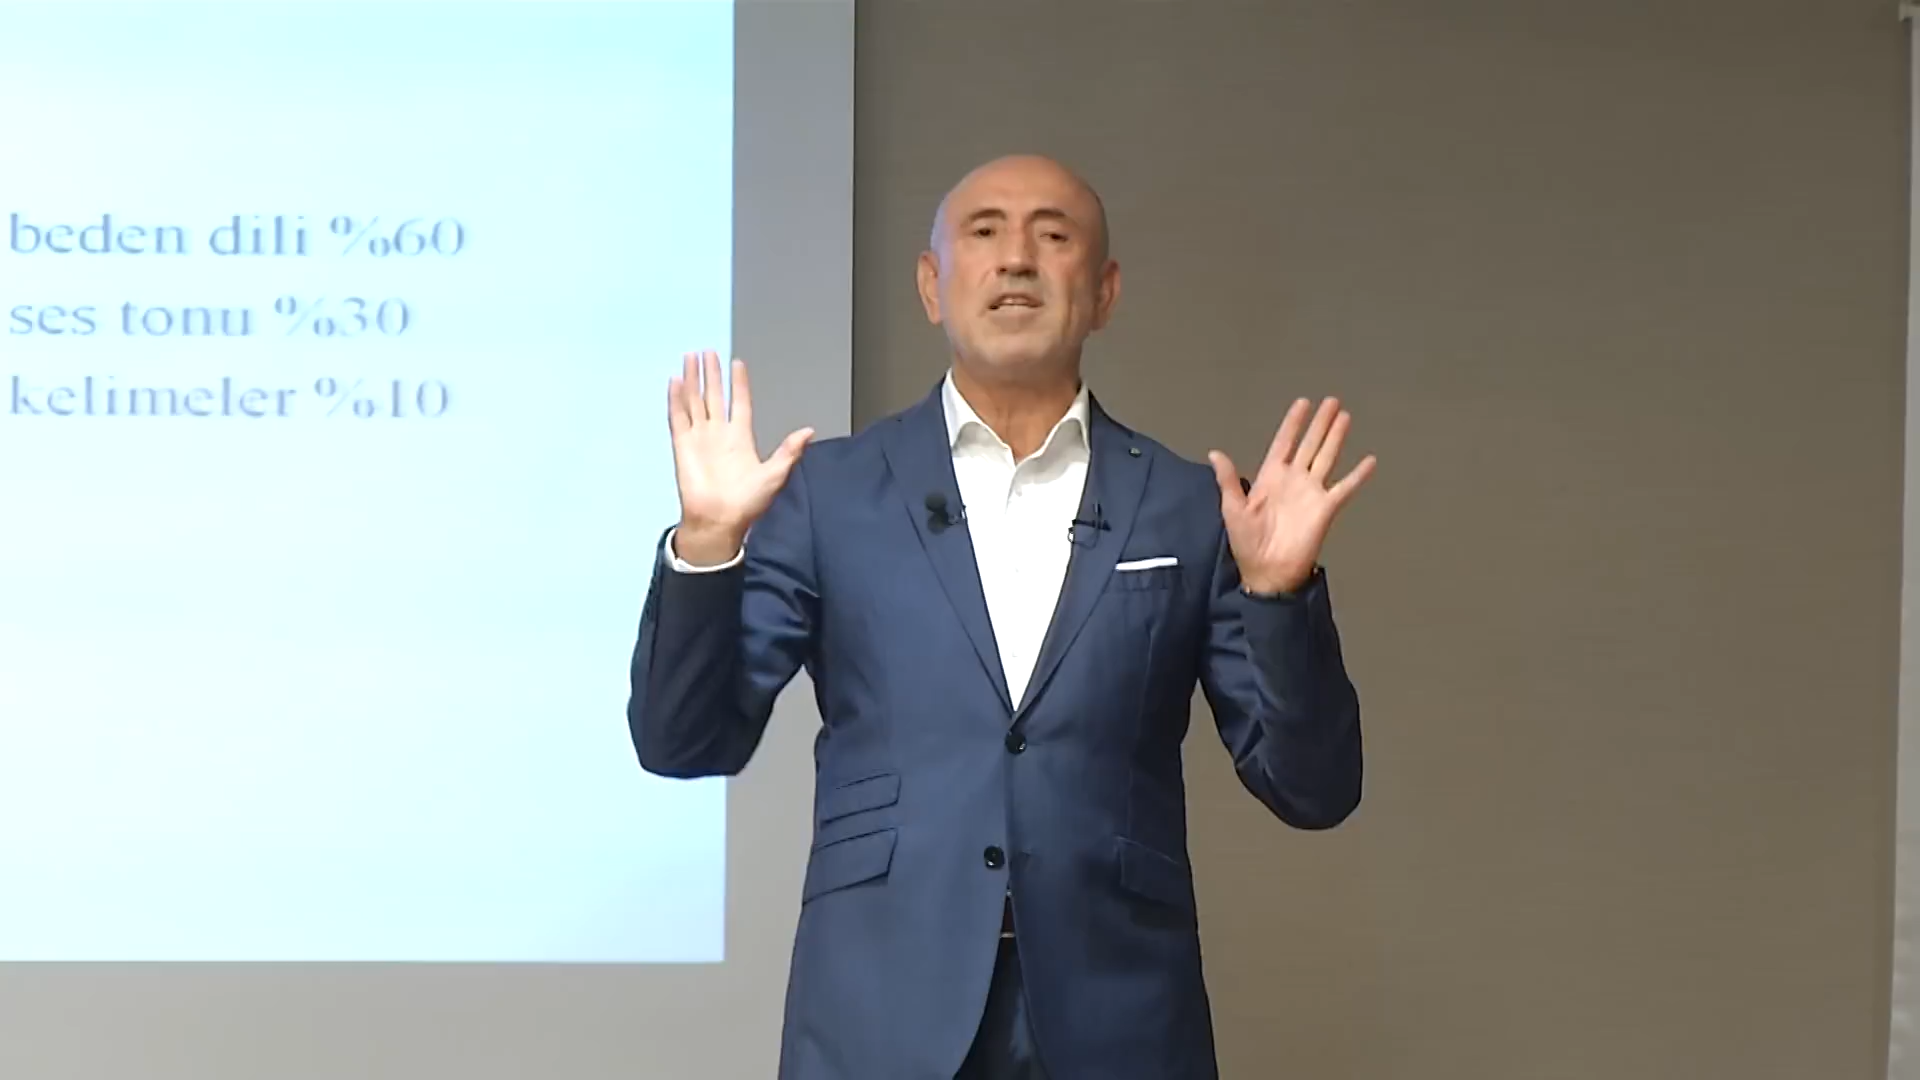 beden dili %60
ses tonu %30
kelimeler %10